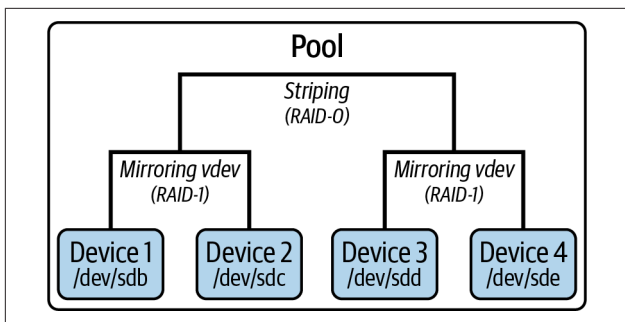 Pool
Striping
(RAID-0)
Mirroring vdev
(RAID-1)
Mirroring vdev
(RAID-1)
Device 1
/dev/sdb
Device 2
/dev/sdc
Device 3
/dev/sdd
Device 4
/dev/sde